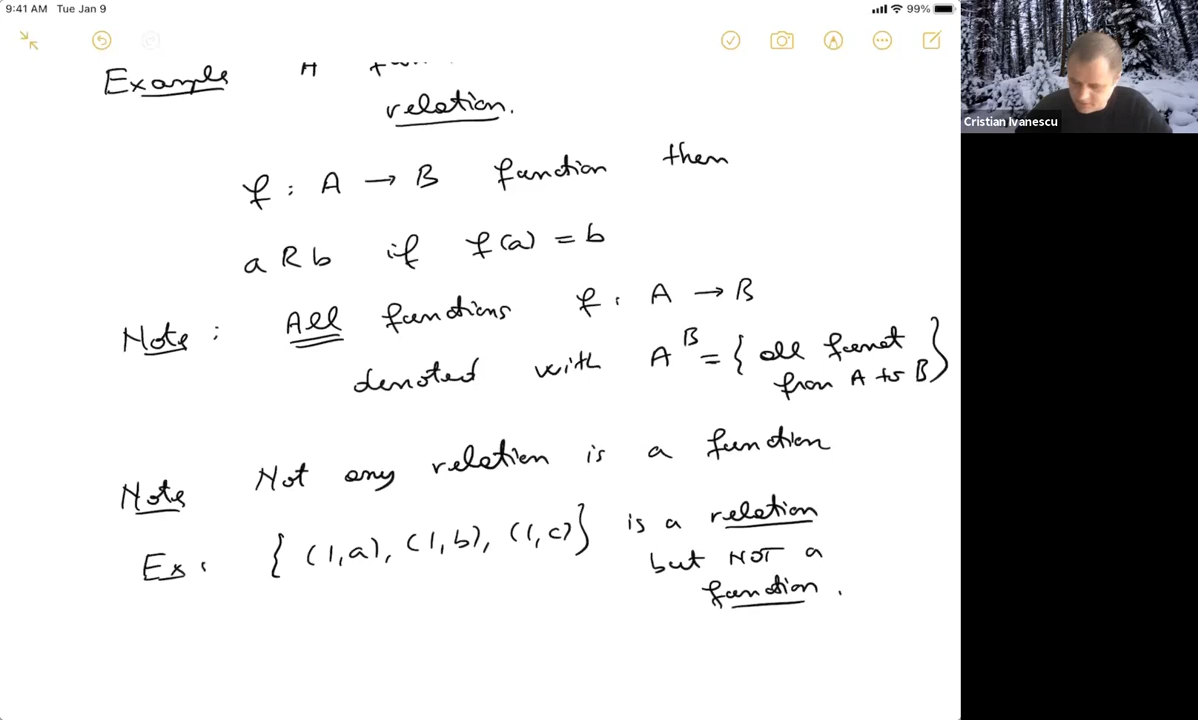 9:41 AM Tue Jan 9
99%
Cristian Ivanescu
Example A
relation.
f : A → B function then
a R b if f(a) = b
Note : All functions f : A → B
denoted with A^B = { all funct
from A to B }
Note Not any relation is a function
Ex : { (1,a), (1,b), (1,c) } is a relation
but NOT a
function .